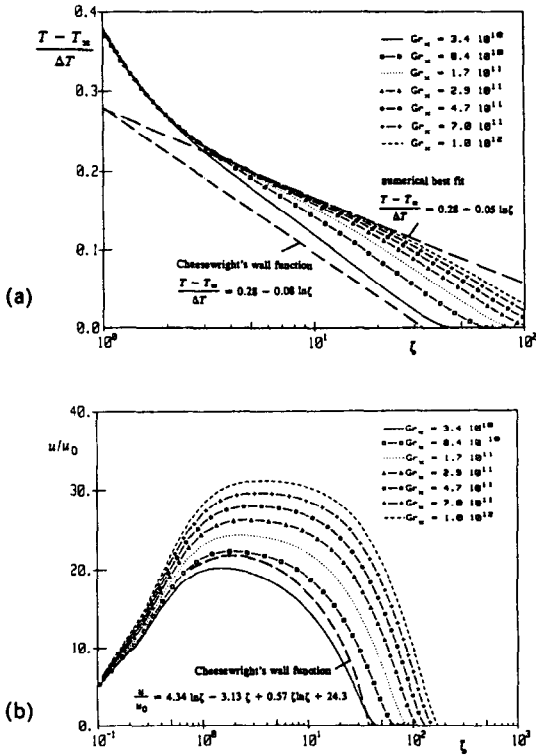 0.4
T − T∞
ΔT
0.3
0.2
0.1
0.0
10⁰
10¹
10²
ζ
Gr∞ = 3.4 10¹⁰
Gr∞ = 8.4 10¹⁰
Gr∞ = 1.7 10¹¹
Gr∞ = 2.9 10¹¹
Gr∞ = 4.7 10¹¹
Gr∞ = 7.0 10¹¹
Gr∞ = 1.0 10¹²
numerical best fit
T − T∞ / ΔT = 0.28 − 0.05 lnζ
Cheesewright's wall function
T − T∞ / ΔT = 0.28 − 0.08 lnζ
(a)
40.
u/u₀
30.
20.
10.
0.0
10⁻¹
10⁰
10¹
10²
10³
ζ
Gr∞ = 3.4 10¹⁰
Gr∞ = 8.4 10¹⁰
Gr∞ = 1.7 10¹¹
Gr∞ = 2.9 10¹¹
Gr∞ = 4.7 10¹¹
Gr∞ = 7.0 10¹¹
Gr∞ = 1.0 10¹²
Cheesewright's wall function
u / u₀ = 4.34 lnζ − 3.13 ζ + 0.57 ζlnζ + 24.3
(b)